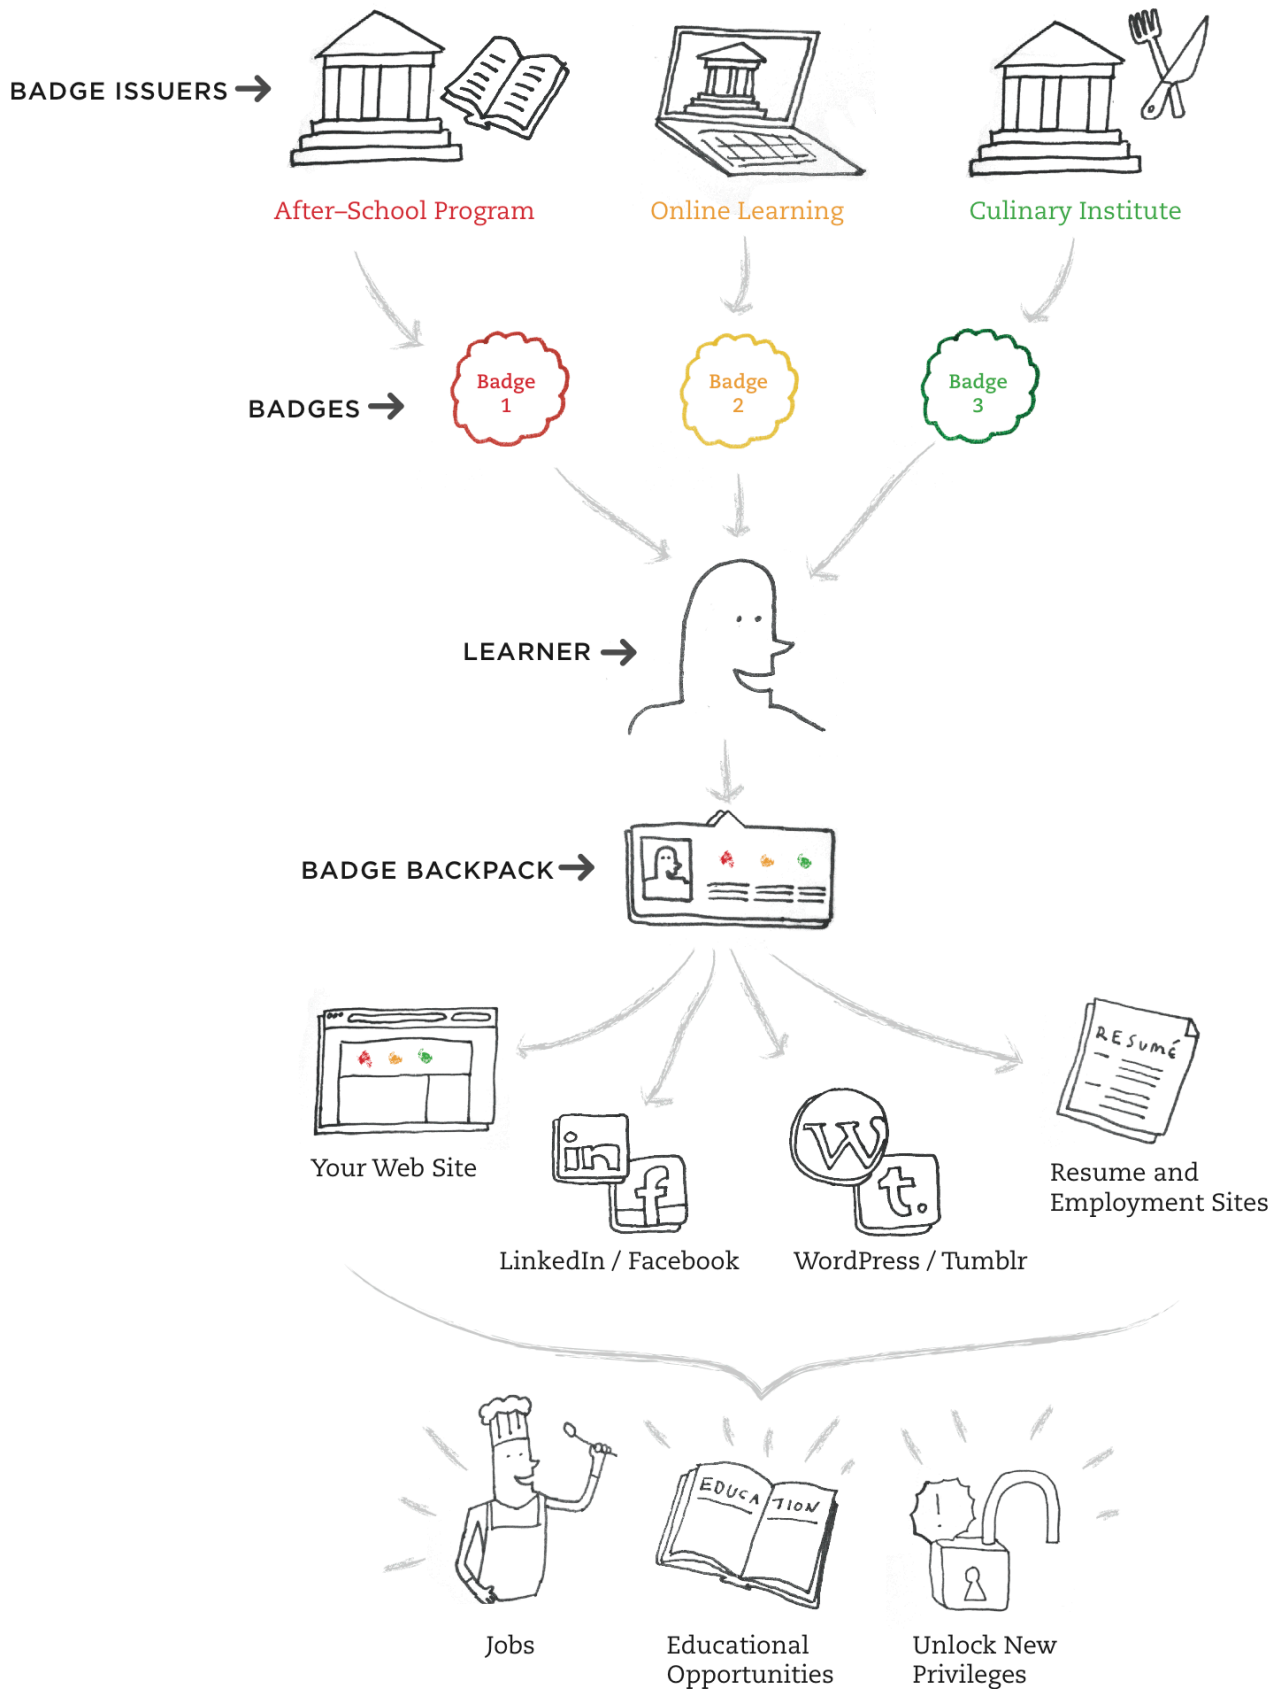 BADGE ISSUERS
After–School Program
Online Learning
Culinary Institute
BADGES
Badge
1
Badge
2
Badge
3
LEARNER
BADGE BACKPACK
RESUMÉ
Your Web Site
in
f
W
t.
Resume and
Employment Sites
LinkedIn / Facebook
WordPress / Tumblr
EDUCATION
!
Jobs
Educational
Opportunities
Unlock New
Privileges